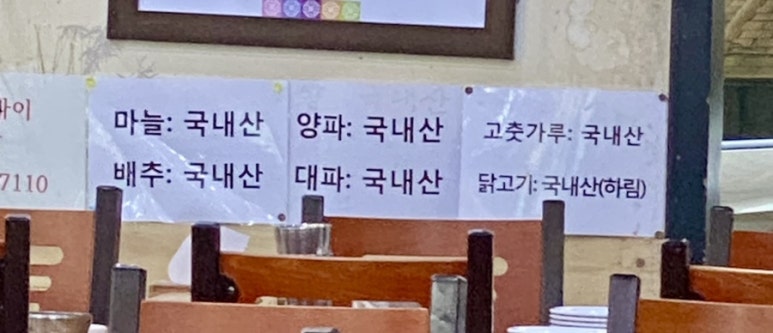 마늘: 국내산
배추: 국내산
양파: 국내산
대파: 국내산
고춧가루: 국내산
닭고기: 국내산(하림)
7110